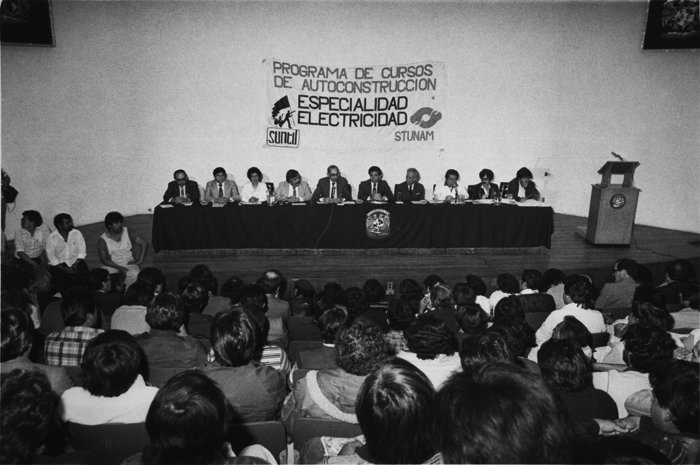 PROGRAMA DE CURSOS
DE AUTOCONSTRUCCION
ESPECIALIDAD
ELECTRICIDAD
suntu
STUNAM